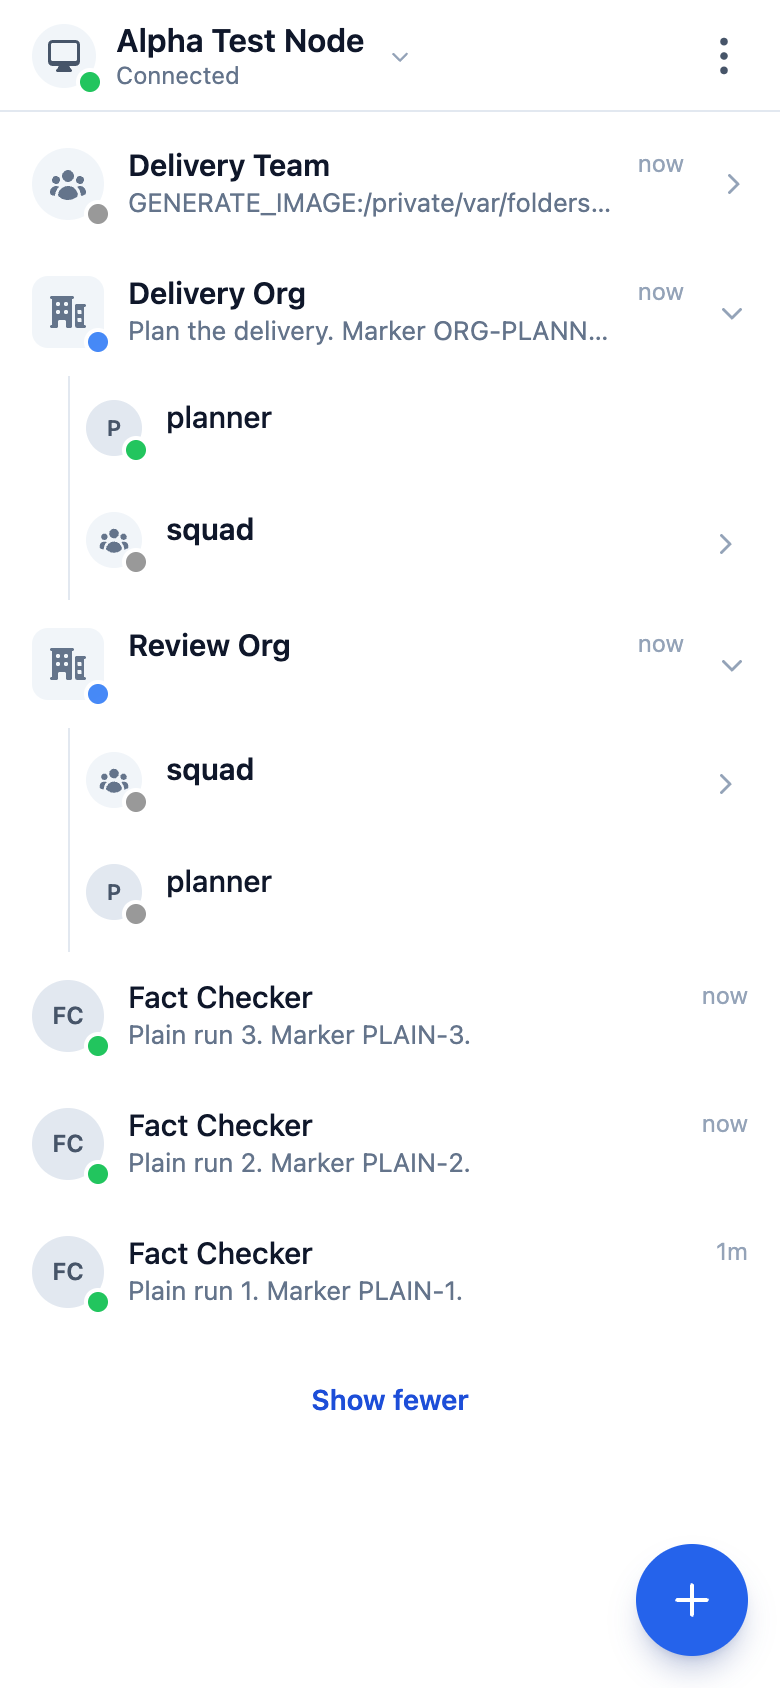 Alpha Test Node
Connected
Delivery Team
now
GENERATE_IMAGE:/private/var/folders...
Delivery Org
now
Plan the delivery. Marker ORG-PLANN...
P
planner
squad
Review Org
now
squad
P
planner
FC
Fact Checker
now
Plain run 3. Marker PLAIN-3.
FC
Fact Checker
now
Plain run 2. Marker PLAIN-2.
FC
Fact Checker
1m
Plain run 1. Marker PLAIN-1.
Show fewer